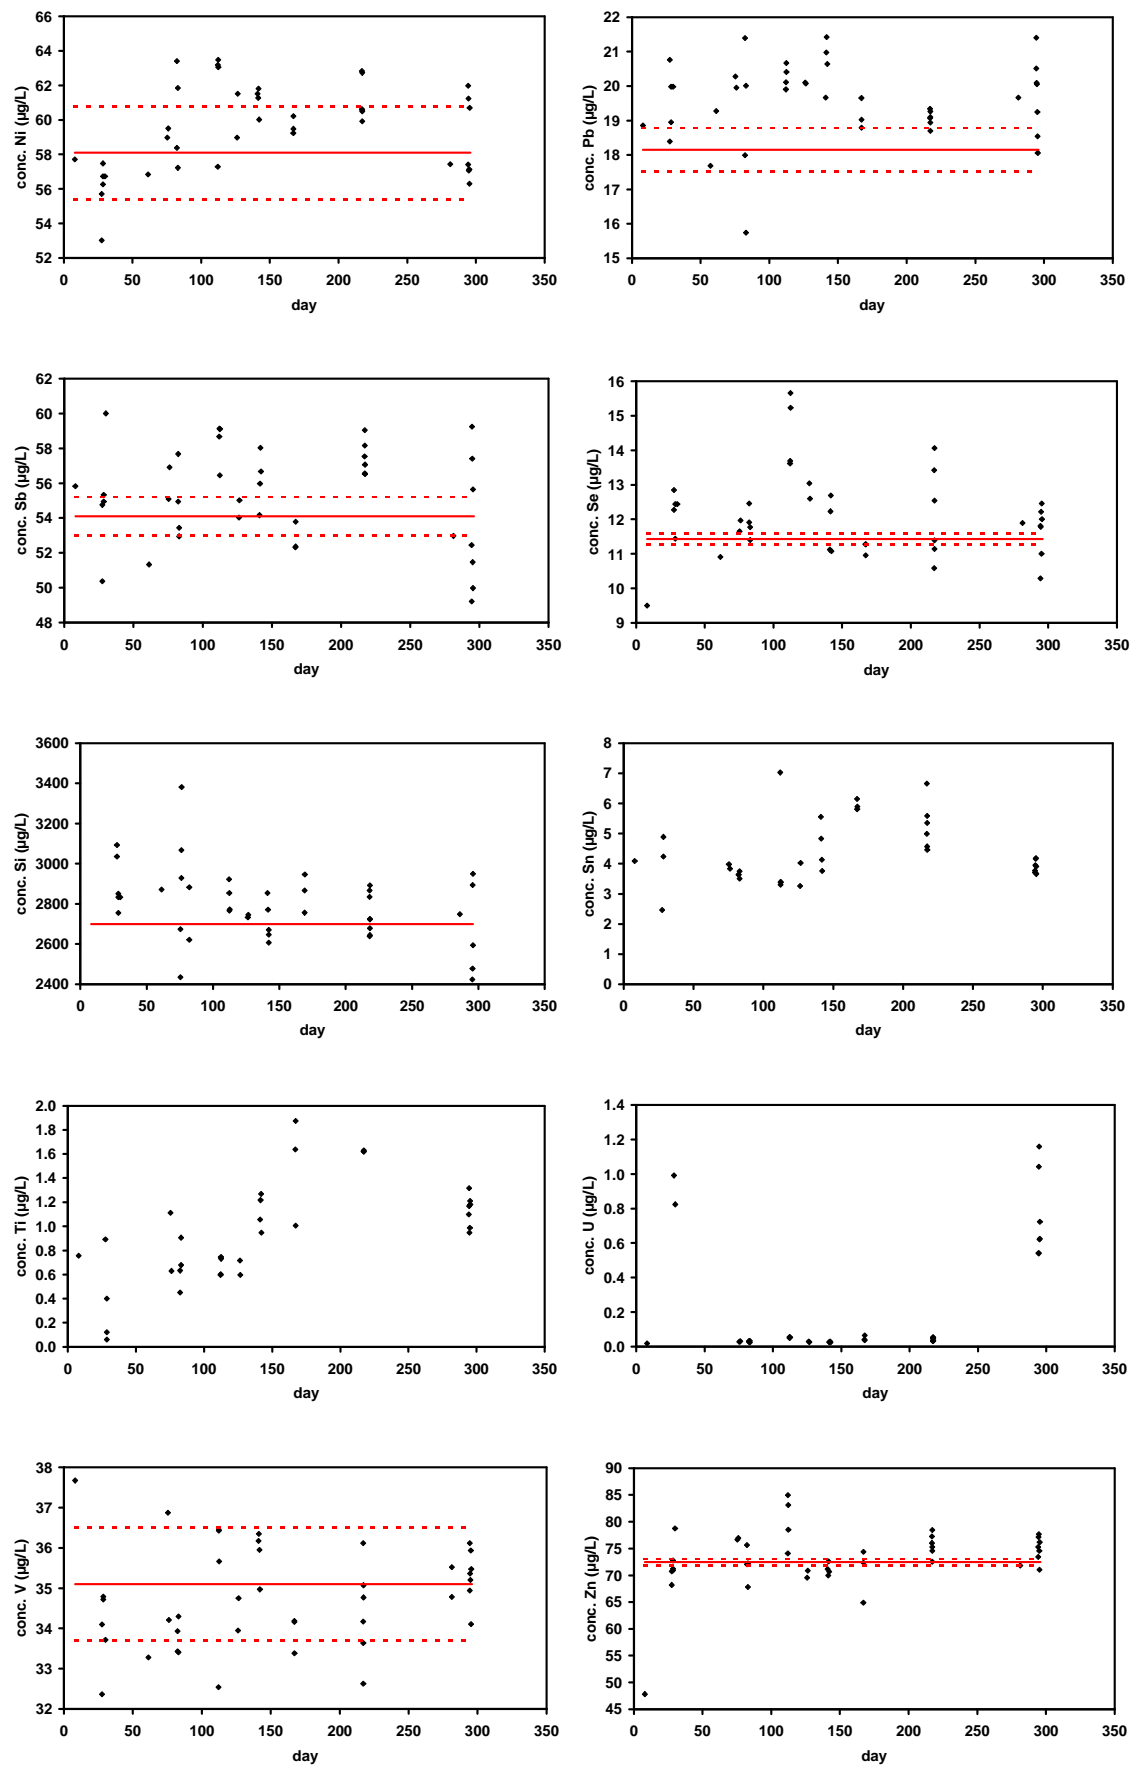 conc. Ni (µg/L)
66
64
62
60
58
56
54
52
0 50 100 150 200 250 300 350
day
conc. Pb (µg/L)
22
21
20
19
18
17
16
15
0 50 100 150 200 250 300 350
day
conc. Sb (µg/L)
62
60
58
56
54
52
50
48
0 50 100 150 200 250 300 350
day
conc. Se (µg/L)
16
15
14
13
12
11
10
9
0 50 100 150 200 250 300 350
day
conc. Si (µg/L)
3600
3400
3200
3000
2800
2600
2400
0 50 100 150 200 250 300 350
day
conc. Sn (µg/L)
8
7
6
5
4
3
2
1
0
0 50 100 150 200 250 300 350
day
conc. Ti (µg/L)
2.0
1.8
1.6
1.4
1.2
1.0
0.8
0.6
0.4
0.2
0.0
0 50 100 150 200 250 300 350
day
conc. U (µg/L)
1.4
1.2
1.0
0.8
0.6
0.4
0.2
0.0
0 50 100 150 200 250 300 350
day
conc. V (µg/L)
38
37
36
35
34
33
32
0 50 100 150 200 250 300 350
day
conc. Zn (µg/L)
90
85
80
75
70
65
60
55
50
45
0 50 100 150 200 250 300 350
day